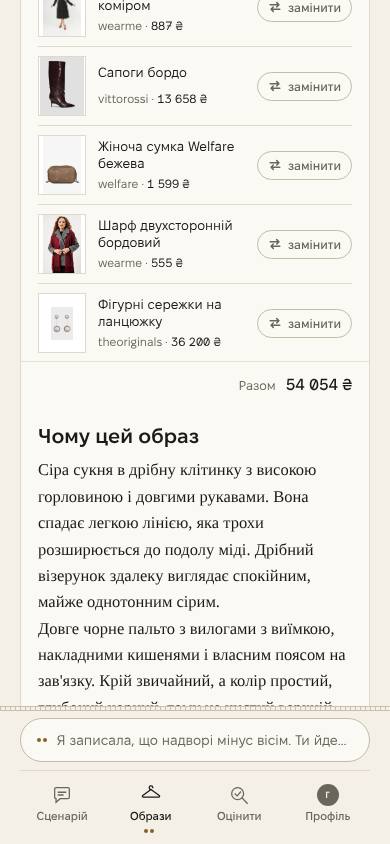 коміром
wearme · 887 ₴
замінити
Сапоги бордо
vittorossi · 13 658 ₴
замінити
Жіноча сумка Welfare
бежева
welfare · 1 599 ₴
замінити
Шарф двухсторонній
бордовий
wearme · 555 ₴
замінити
Фігурні сережки на
ланцюжку
theoriginals · 36 200 ₴
замінити
Разом 54 054 ₴
Чому цей образ
Сіра сукня в дрібну клітинку з високою
горловиною і довгими рукавами. Вона
спадає легкою лінією, яка трохи
розширюється до подолу міді. Дрібний
візерунок здалеку виглядає спокійним,
майже однотонним сірим.
Довге чорне пальто з вилогами з виїмкою,
накладними кишенями і власним поясом на
зав'язку. Крій звичайний, а колір простий,
Я записала, що надворі мінус вісім. Ти йде...
Сценарій
Образи
Оцінити
г
Профіль